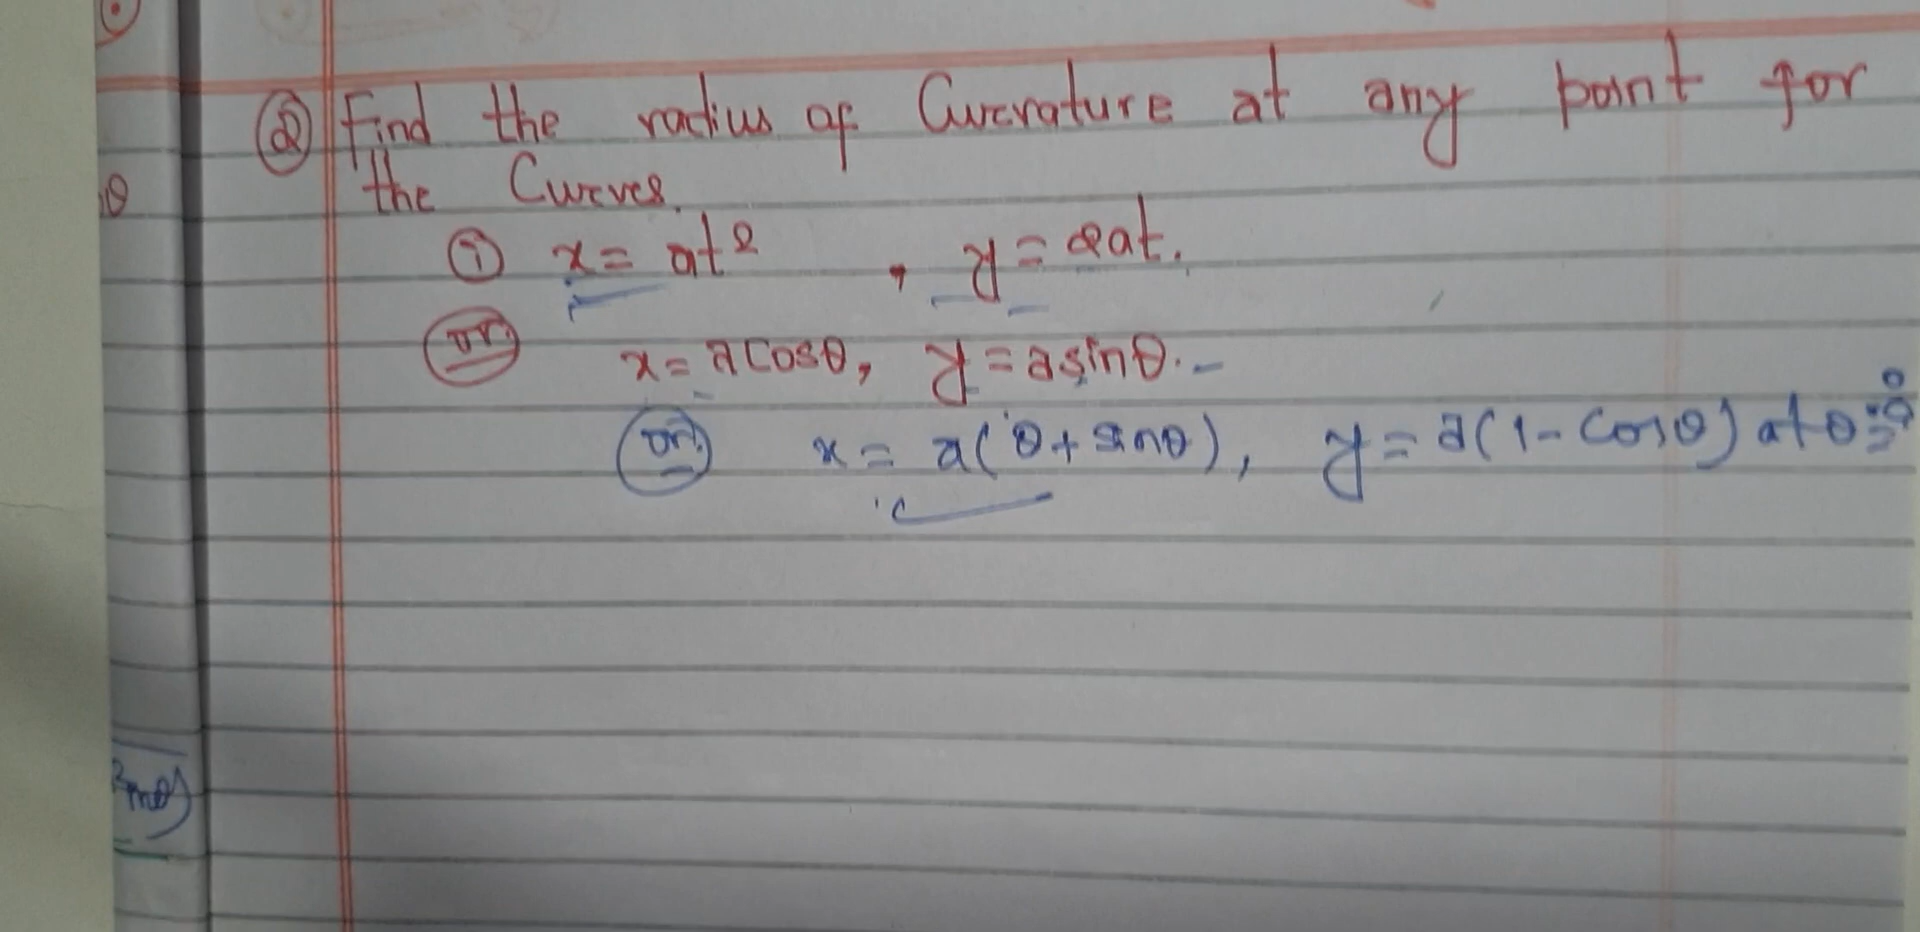 ② Find the radius of Curvature at any point for
the Curves.
① x = at², y = 2at.
or. x = a cosθ, y = a sinθ.
or. x = a(θ + sinθ), y = a(1 - cosθ) at θ =
θ